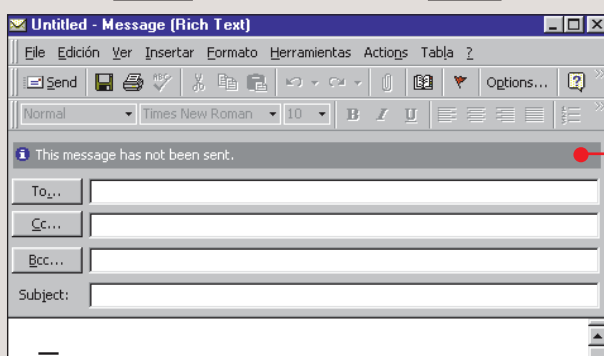 Untitled - Message (Rich Text)
File Edición Ver Insertar Formato Herramientas Actions Tabla ?
Send Options...
Normal Times New Roman 10 B I U
This message has not been sent.
To...
Cc...
Bcc...
Subject: